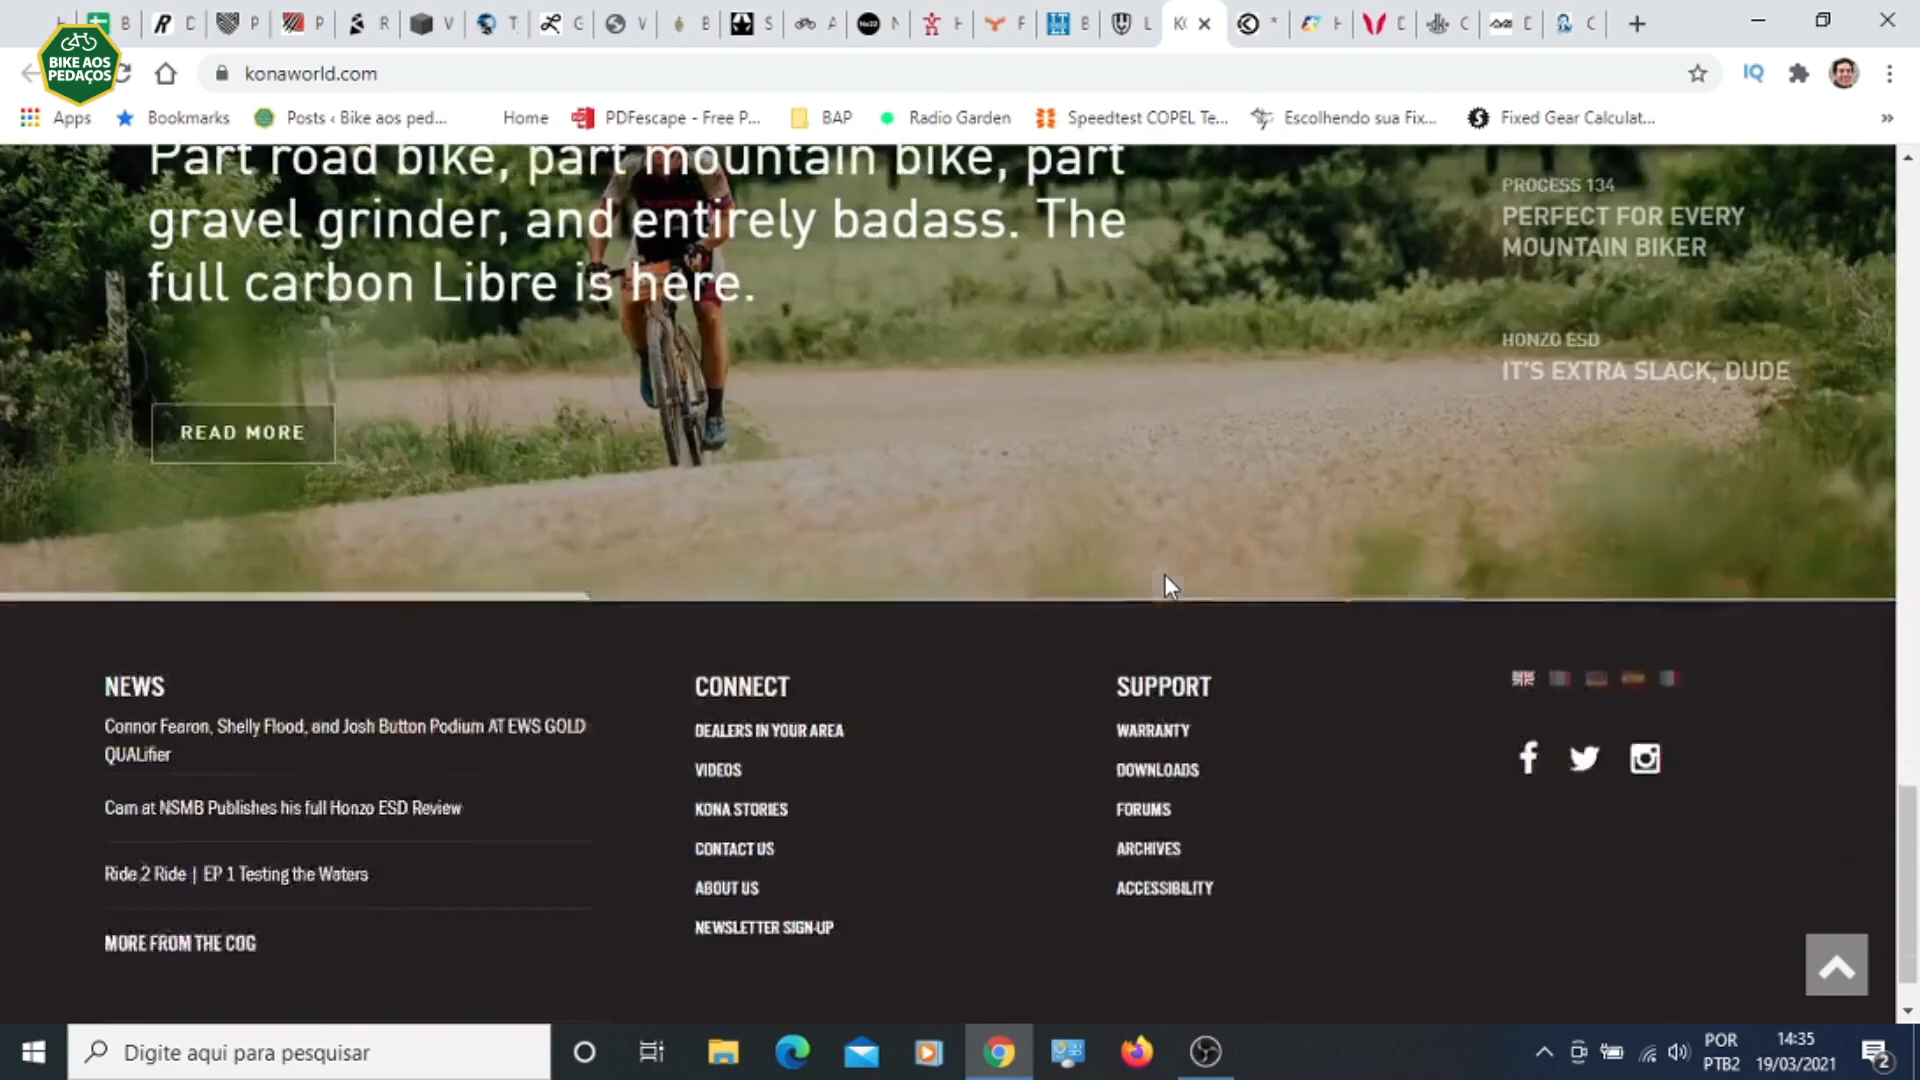 BIKE AOS
PEDAÇOS
konaworld.com
Apps
Bookmarks
Posts ‹ Bike aos ped...
Home
PDFescape - Free P...
BAP
Radio Garden
Speedtest COPEL Te...
Escolhendo sua Fix...
Fixed Gear Calculat...
Part road bike, part mountain bike, part
gravel grinder, and entirely badass. The
full carbon Libre is here.
READ MORE
PROCESS 134
PERFECT FOR EVERY
MOUNTAIN BIKER
HONZO ESD
IT'S EXTRA SLACK, DUDE
NEWS
Connor Fearon, Shelly Flood, and Josh Button Podium AT EWS GOLD
QUALifier
Cam at NSMB Publishes his full Honzo ESD Review
Ride 2 Ride | EP 1 Testing the Waters
MORE FROM THE COG
CONNECT
DEALERS IN YOUR AREA
VIDEOS
KONA STORIES
CONTACT US
ABOUT US
NEWSLETTER SIGN-UP
SUPPORT
WARRANTY
DOWNLOADS
FORUMS
ARCHIVES
ACCESSIBILITY
Digite aqui para pesquisar
POR
PTB2
14:35
19/03/2021
2